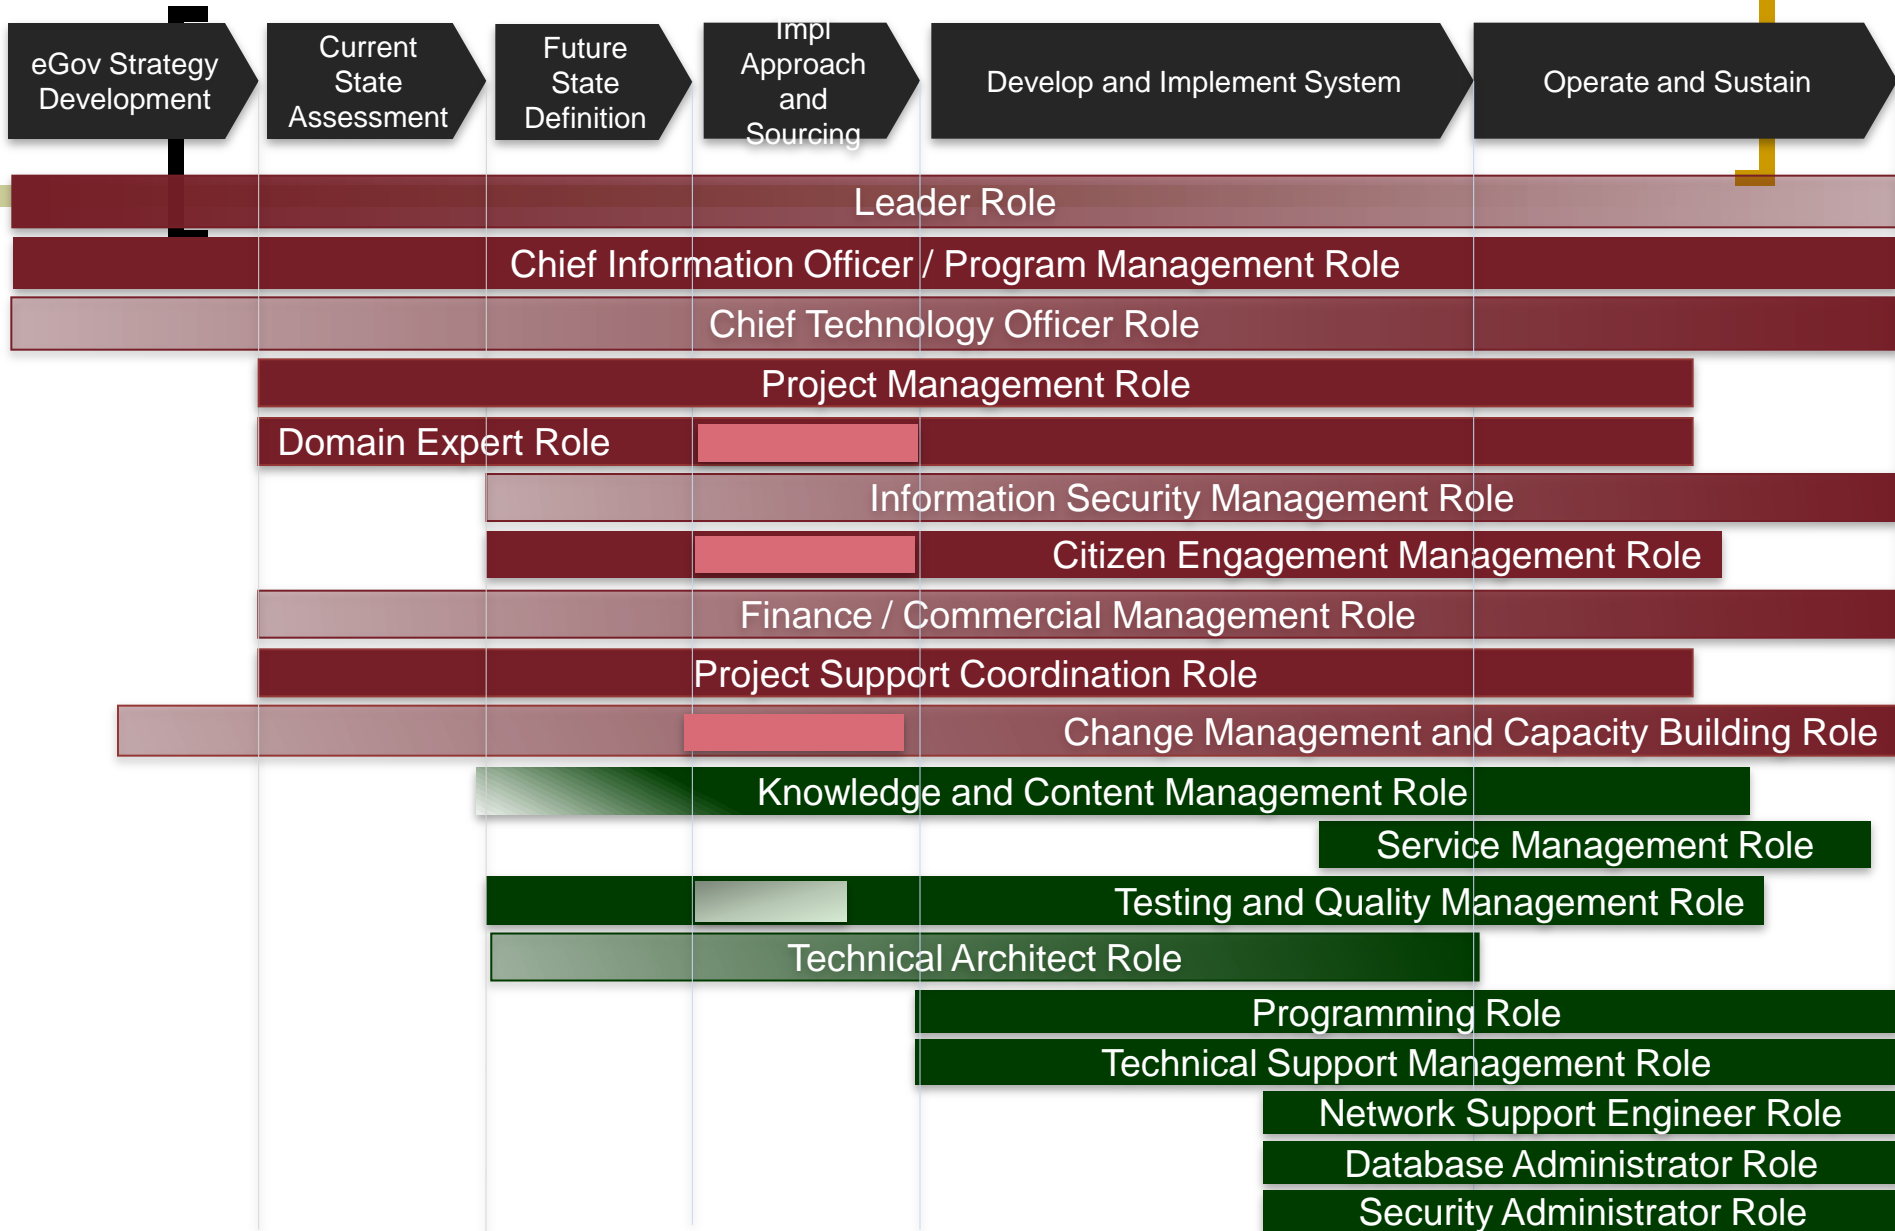 eGov Strategy
Development
Current
State
Assessment
Future
State
Definition
Impl
Approach
and
Sourcing
Develop and Implement System
Operate and Sustain
Leader Role
Chief Information Officer / Program Management Role
Chief Technology Officer Role
Project Management Role
Domain Expert Role
Information Security Management Role
Citizen Engagement Management Role
Finance / Commercial Management Role
Project Support Coordination Role
Change Management and Capacity Building Role
Knowledge and Content Management Role
Service Management Role
Testing and Quality Management Role
Technical Architect Role
Programming Role
Technical Support Management Role
Network Support Engineer Role
Database Administrator Role
Security Administrator Role